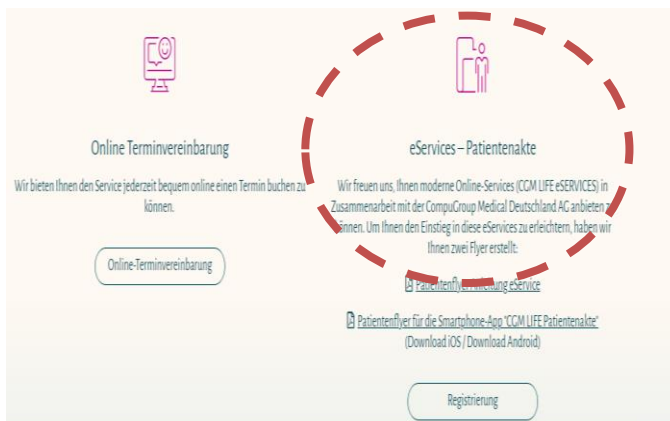 Online Terminvereinbarung
Wir bieten Ihnen den Service jederzeit bequem online einen Termin buchen zu
können.
Online-Terminvereinbarung
eServices – Patientenakte
Wir freuen uns, Ihnen moderne Online-Services (CGM LIFE eSERVICES) in
Zusammenarbeit mit der CompuGroup Medical Deutschland AG anbieten zu
können. Um Ihnen den Einstieg in diese eServices zu erleichtern, haben wir
Ihnen zwei Flyer erstellt:
Patientenflyer Anleitung eService
Patientenflyer für die Smartphone-App "CGM LIFE Patientenakte"
(Download iOS / Download Android)
Registrierung